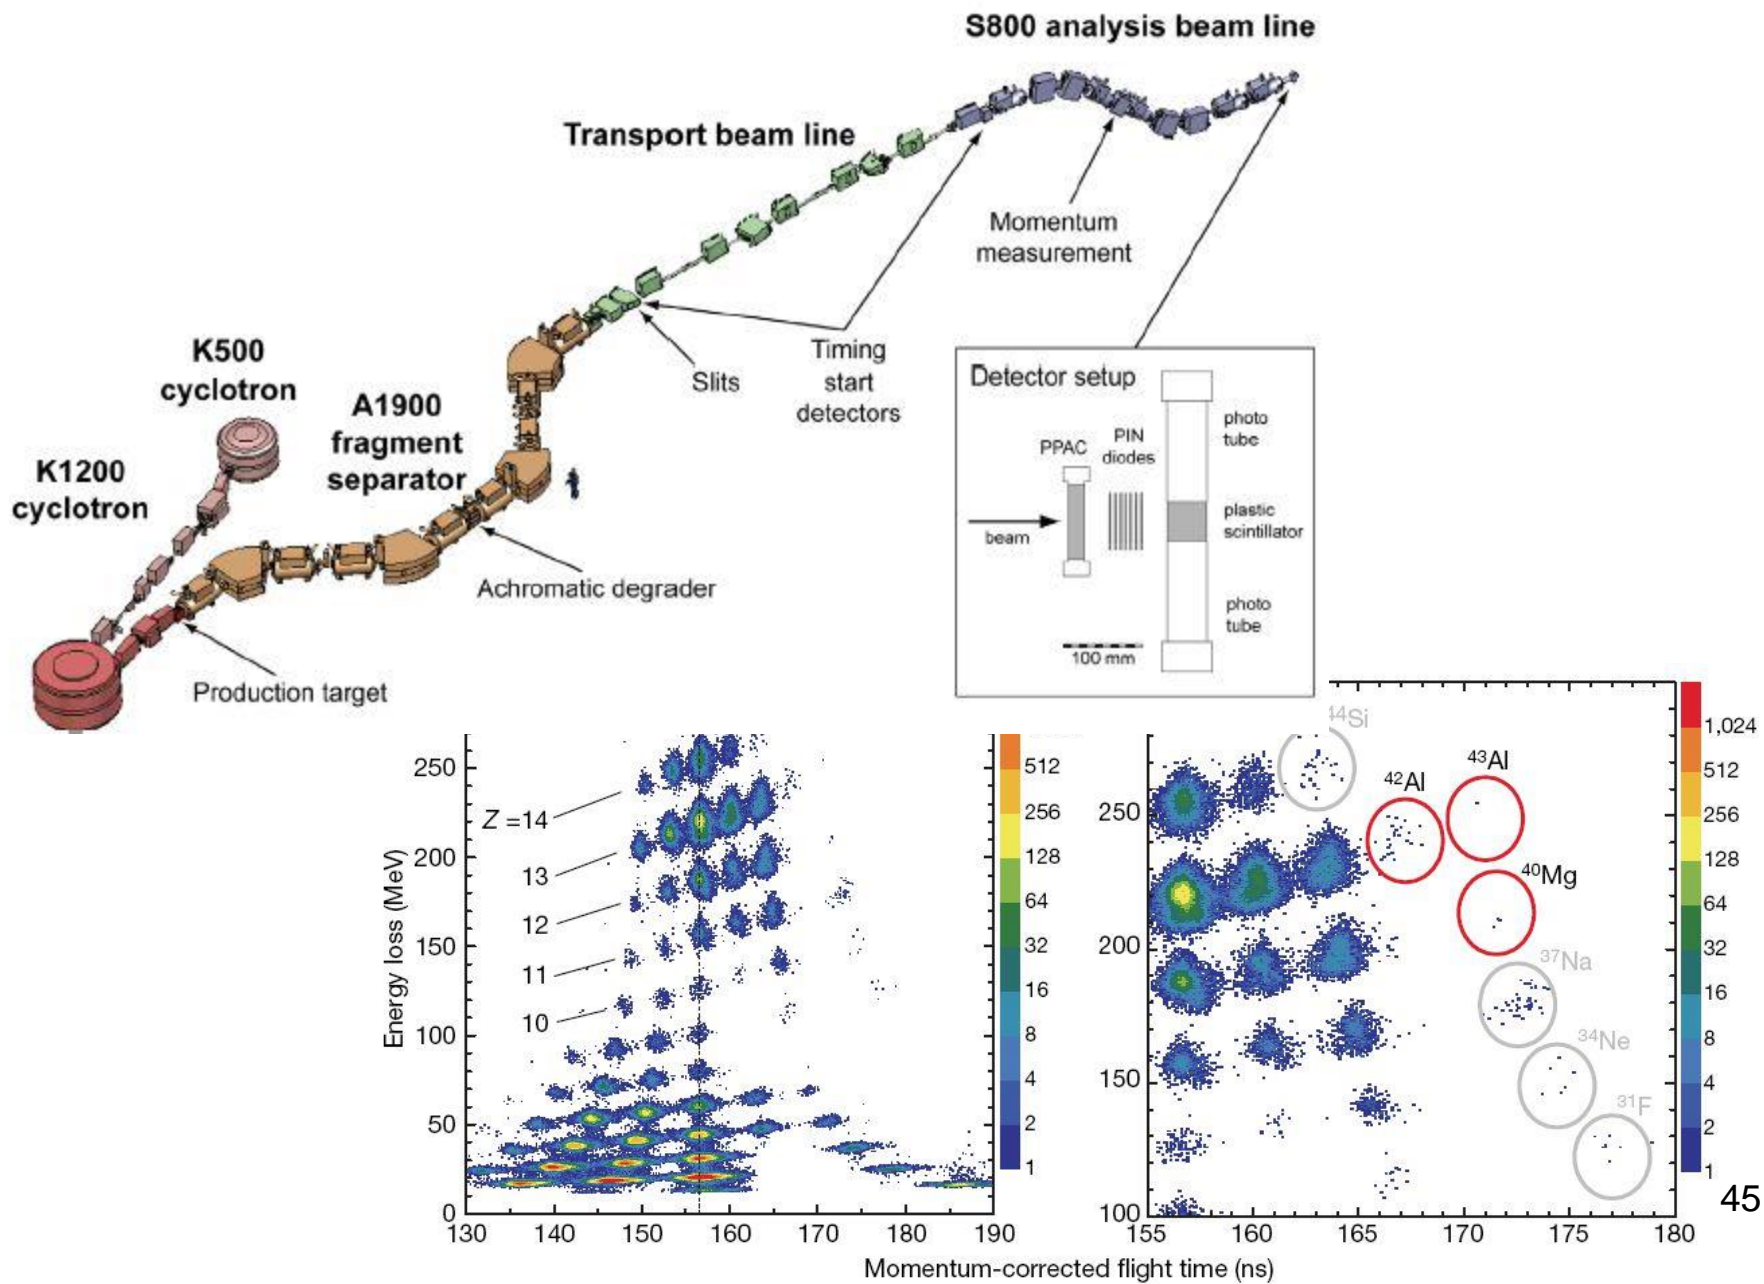 S800 analysis beam line
Transport beam line
Momentum
measurement
K500
cyclotron
Timing
start
detectors
Slits
A1900
fragment
separator
K1200
cyclotron
Achromatic degrader
Production target
Detector setup
photo
tube
PPAC
PIN
diodes
beam
plastic
scintillator
photo
tube
100 mm
Energy loss (MeV)
250
200
150
100
50
0
Z =14
13
12
11
10
130
140
150
160
170
180
190
512
256
128
64
32
16
8
4
2
1
⁴⁴Si
⁴²Al
⁴³Al
⁴⁰Mg
³⁷Na
³⁴Ne
³¹F
250
200
150
100
155
160
165
170
175
180
1,024
512
256
128
64
32
16
8
4
2
1
Momentum-corrected flight time (ns)
45